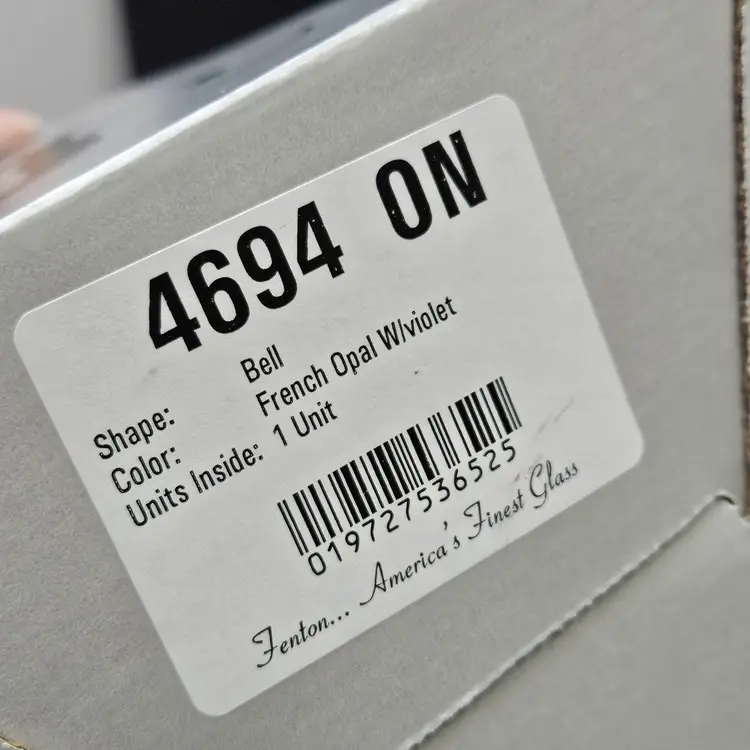 4694 ON
Shape: Bell
Color: French Opal W/violet
Units Inside: 1 Unit
019727536525
Fenton... America's Finest Glass